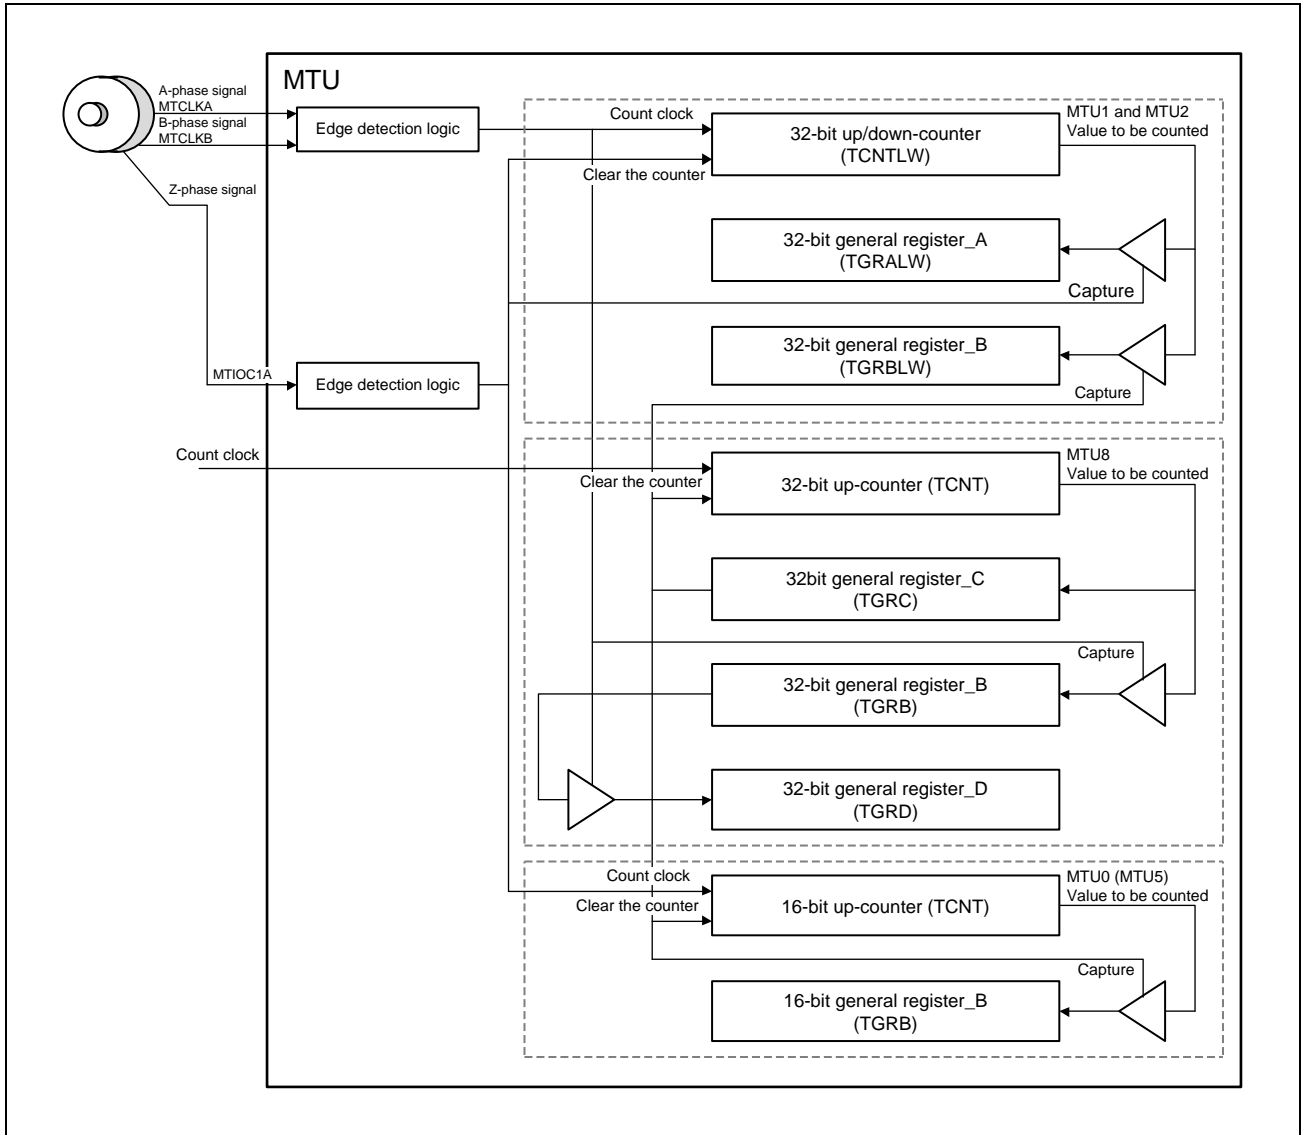 MTU
A-phase signal
MTCLKA
B-phase signal
MTCLKB
Edge detection logic
Z-phase signal
Count clock
32-bit up/down-counter
(TCNTLW)
Clear the counter
MTU1 and MTU2
Value to be counted
32-bit general register_A
(TGRALW)
Capture
32-bit general register_B
(TGRBLW)
Capture
MTIOC1A
Edge detection logic
Count clock
Clear the counter
32-bit up-counter (TCNT)
MTU8
Value to be counted
32bit general register_C
(TGRC)
Capture
32-bit general register_B
(TGRB)
32-bit general register_D
(TGRD)
Count clock
Clear the counter
16-bit up-counter (TCNT)
MTU0 (MTU5)
Value to be counted
Capture
16-bit general register_B
(TGRB)